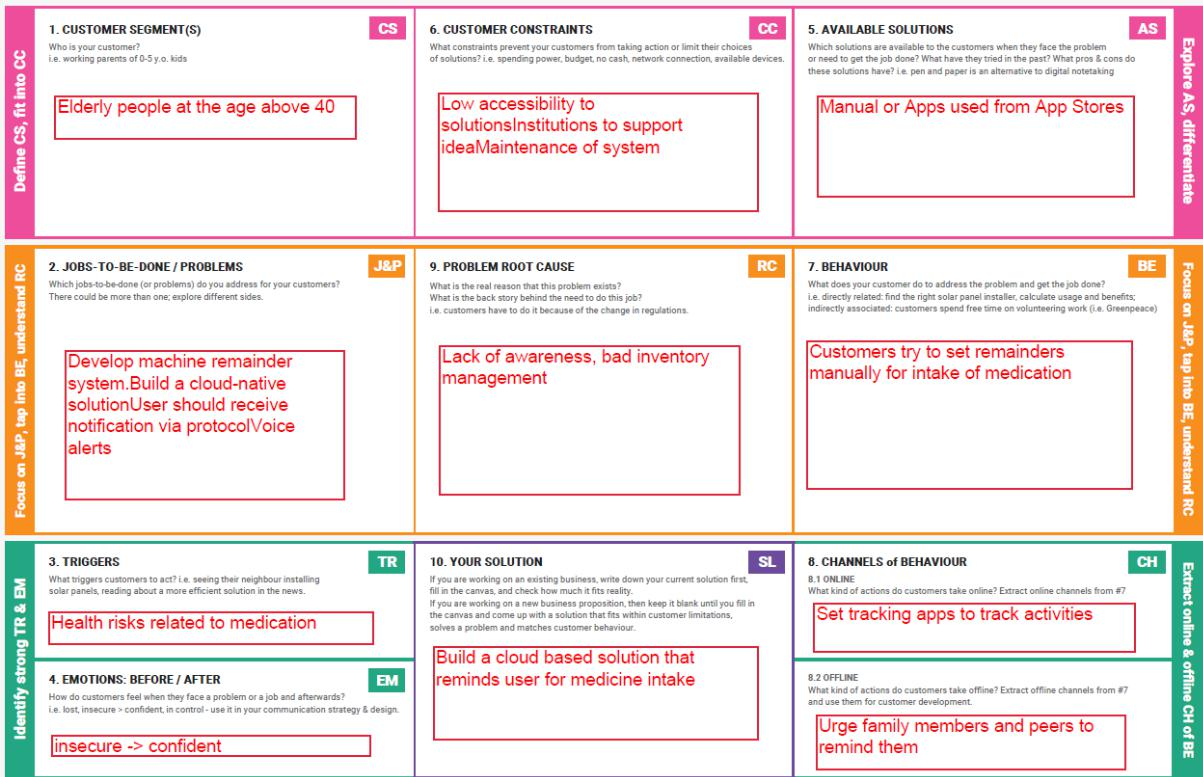 Define CS, fit into CC
1. CUSTOMER SEGMENT(S)
CS
Who is your customer?
i.e. working parents of 0-5 y.o. kids
Elderly people at the age above 40
6. CUSTOMER CONSTRAINTS
CC
What constraints prevent your customers from taking action or limit their choices
of solutions? i.e. spending power, budget, no cash, network connection, available devices.
Low accessibility to
solutionsInstitutions to support
ideaMaintenance of system
5. AVAILABLE SOLUTIONS
AS
Which solutions are available to the customers when they face the problem
or need to get the job done? What have they tried in the past? What pros & cons do
these solutions have? i.e. pen and paper is an alternative to digital notetaking
Manual or Apps used from App Stores
Explore AS, differentiate
Focus on J&P, tap into BE, understand RC
2. JOBS-TO-BE-DONE / PROBLEMS
J&P
Which jobs-to-be-done (or problems) do you address for your customers?
There could be more than one; explore different sides.
Develop machine remainder
system.Build a cloud-native
solutionUser should receive
notification via protocolVoice
alerts
9. PROBLEM ROOT CAUSE
RC
What is the real reason that this problem exists?
What is the back story behind the need to do this job?
i.e. customers have to do it because of the change in regulations.
Lack of awareness, bad inventory
management
7. BEHAVIOUR
BE
What does your customer do to address the problem and get the job done?
i.e. directly related: find the right solar panel installer, calculate usage and benefits;
indirectly associated: customers spend free time on volunteering work (i.e. Greenpeace)
Customers try to set remainders
manually for intake of medication
Focus on J&P, tap into BE, understand RC
Identify strong TR & EM
3. TRIGGERS
TR
What triggers customers to act? i.e. seeing their neighbour installing
solar panels, reading about a more efficient solution in the news.
Health risks related to medication
4. EMOTIONS: BEFORE / AFTER
EM
How do customers feel when they face a problem or a job and afterwards?
i.e. lost, insecure > confident, in control - use it in your communication strategy & design.
insecure -> confident
10. YOUR SOLUTION
SL
If you are working on an existing business, write down your current solution first,
fill in the canvas, and check how much it fits reality.
If you are working on a new business proposition, then keep it blank until you fill in
the canvas and come up with a solution that fits within customer limitations,
solves a problem and matches customer behaviour.
Build a cloud based solution that
reminds user for medicine intake
8. CHANNELS of BEHAVIOUR
CH
8.1 ONLINE
What kind of actions do customers take online? Extract online channels from #7
Set tracking apps to track activities
8.2 OFFLINE
What kind of actions do customers take offline? Extract offline channels from #7
and use them for customer development.
Urge family members and peers to
remind them
Extract online & offline CH of BE